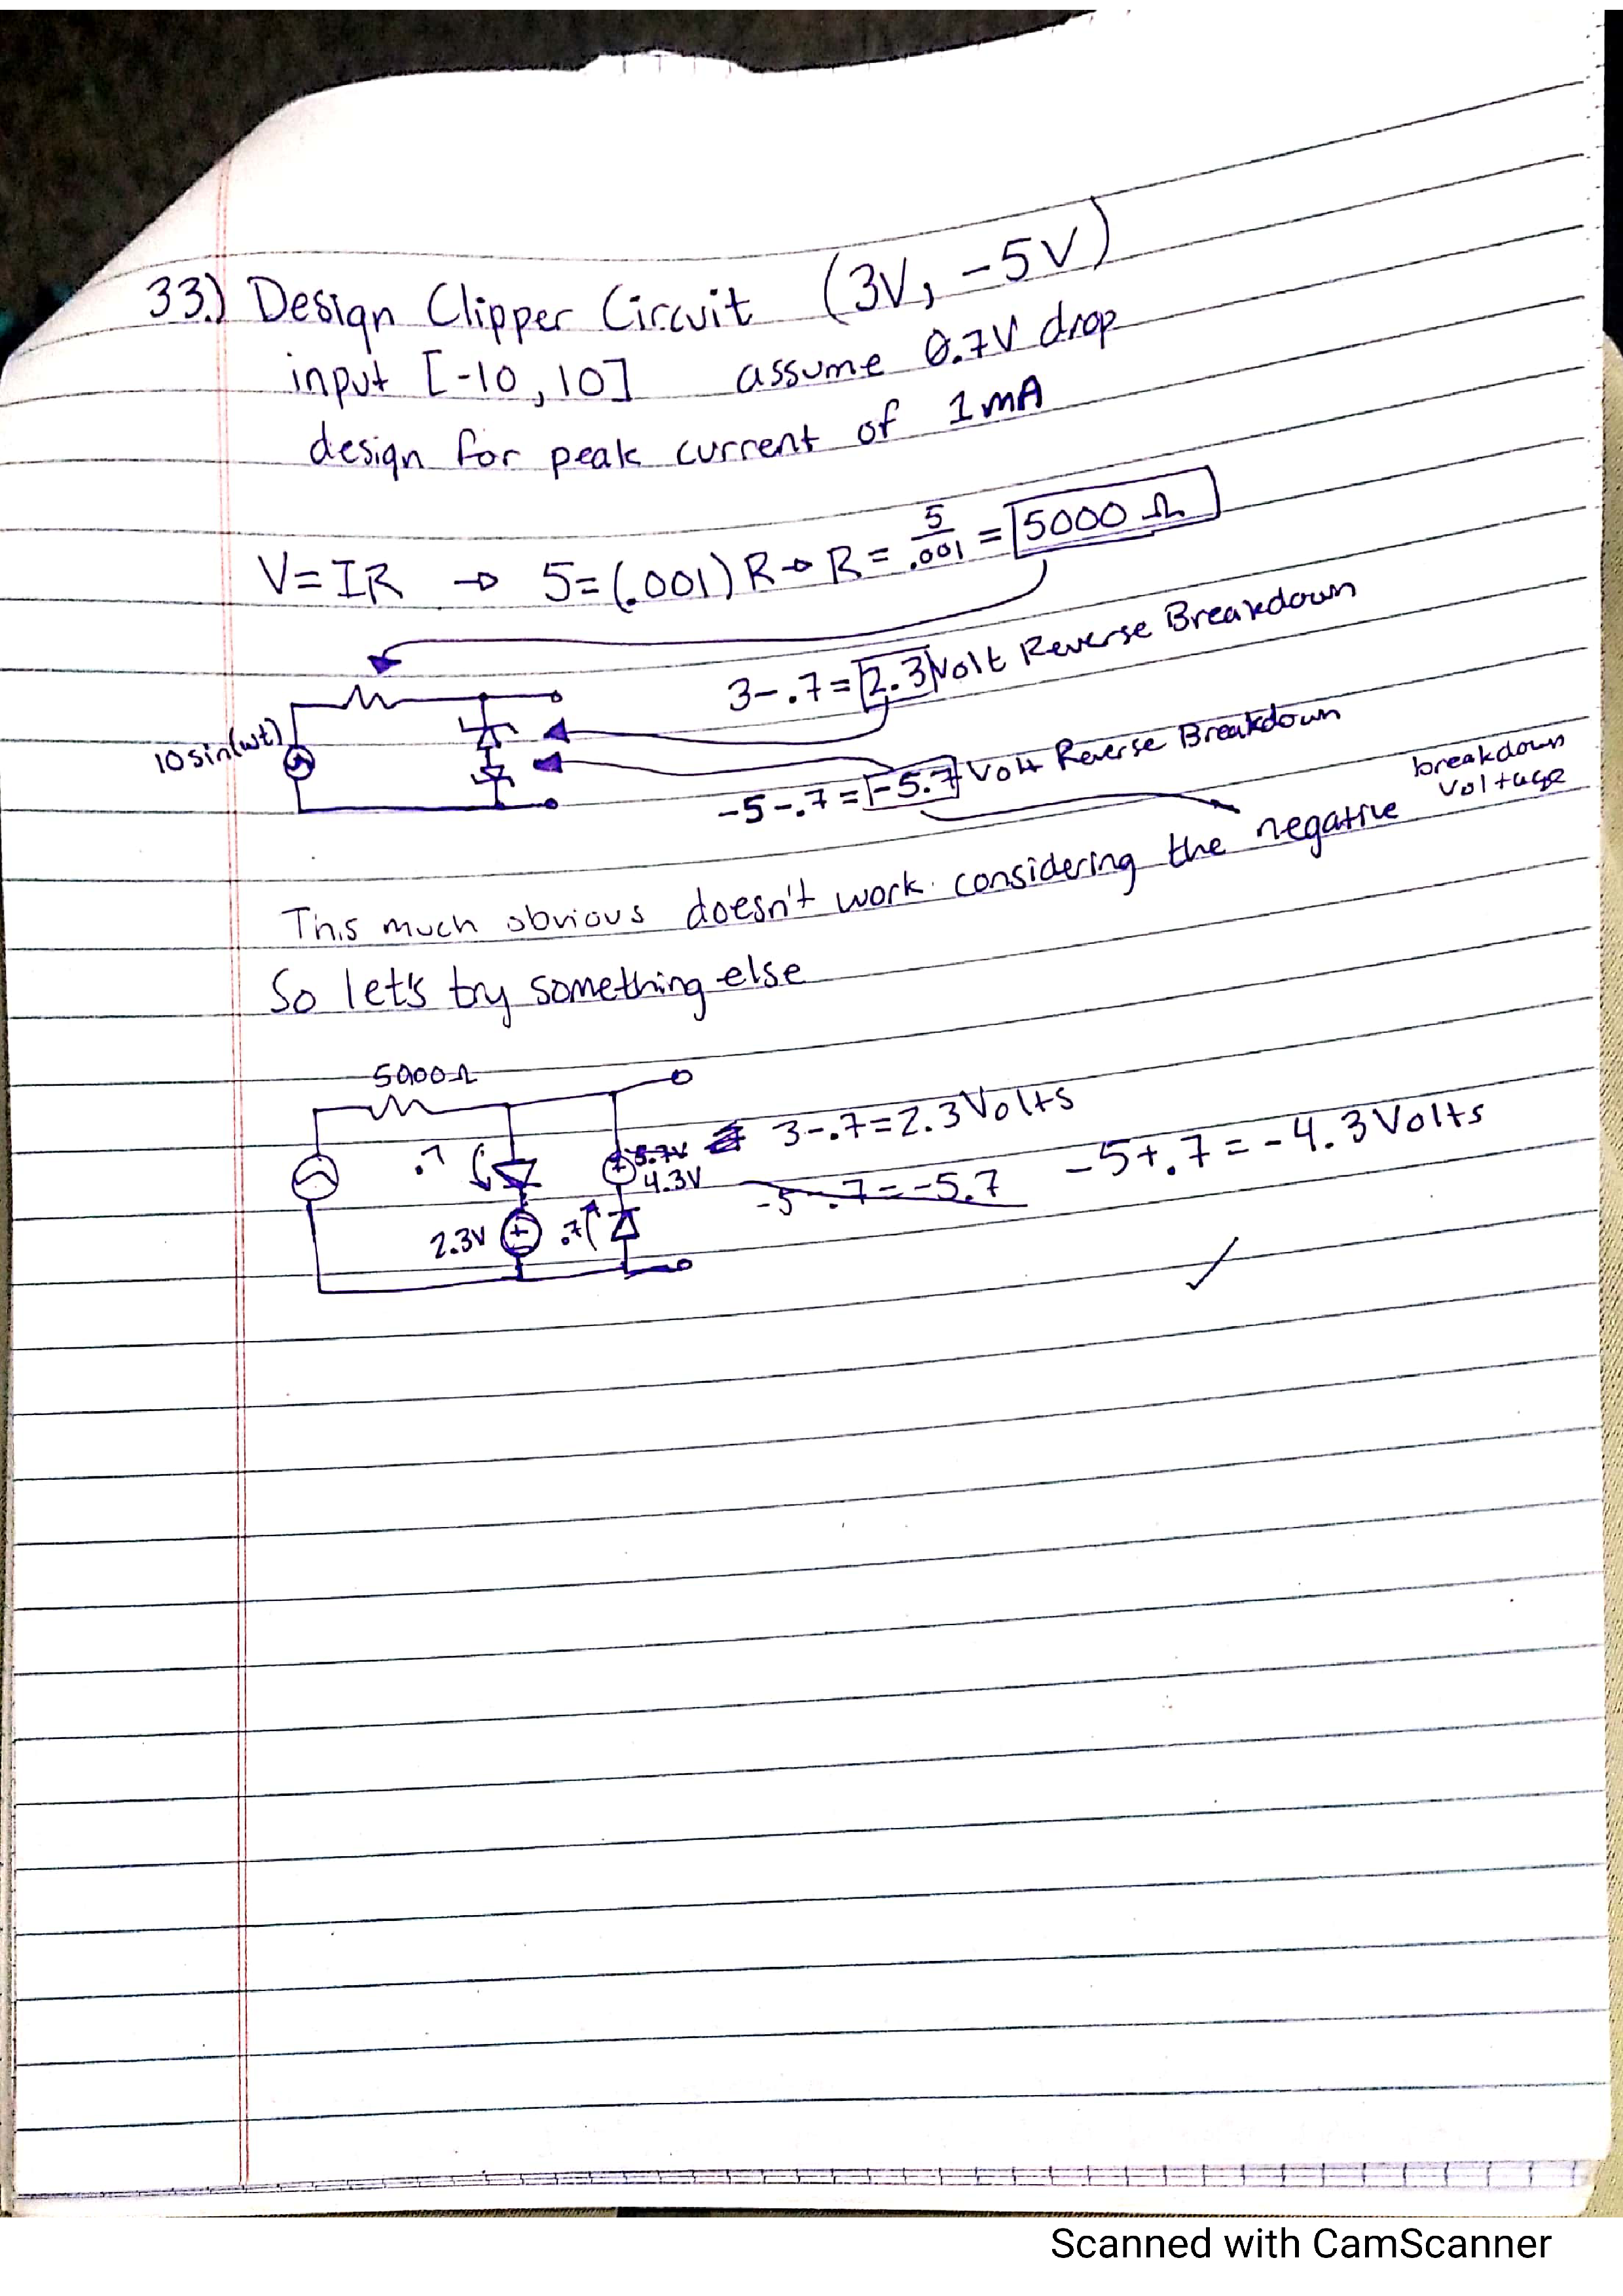 33.) Design Clipper Circuit (3V, -5V)
input [-10, 10] assume 0.7V drop
design for peak current of 1mA
V=IR → 5=(.001)R → R = 5/.001 = 5000 Ω
3-.7=2.3 Volt Reverse Breakdown
10sin(wt)
-5-.7=-5.7 Volt Reverse Breakdown
This much obvious doesn't work considering the negative breakdown voltage
So let's try something else
5000Ω
.7
5.7V
4.3V
3-.7=2.3Volts
-5-.7=-5.7
-5+.7=-4.3Volts
2.3V
+
.7
✓
Scanned with CamScanner